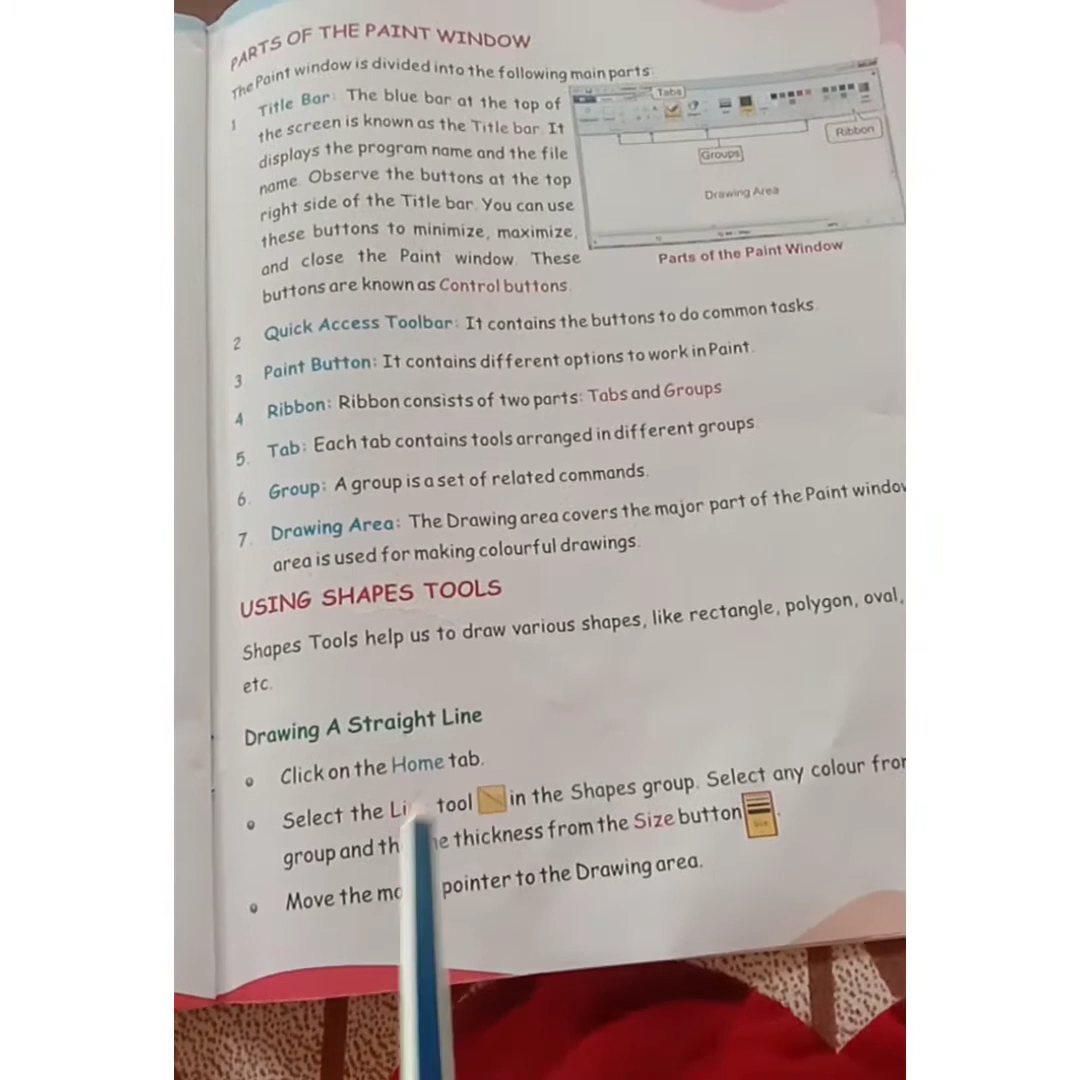 PARTS OF THE PAINT WINDOW
The Paint window is divided into the following main parts:
1 Title Bar: The blue bar at the top of
the screen is known as the Title bar. It
displays the program name and the file
name. Observe the buttons at the top
right side of the Title bar. You can use
these buttons to minimize, maximize,
and close the Paint window. These
buttons are known as Control buttons.
Tabs
Ribbon
Groups
Drawing Area
Parts of the Paint Window
2 Quick Access Toolbar: It contains the buttons to do common tasks.
3 Paint Button: It contains different options to work in Paint.
4 Ribbon: Ribbon consists of two parts: Tabs and Groups
5. Tab: Each tab contains tools arranged in different groups.
6. Group: A group is a set of related commands.
7. Drawing Area: The Drawing area covers the major part of the Paint window
area is used for making colourful drawings.
USING SHAPES TOOLS
Shapes Tools help us to draw various shapes, like rectangle, polygon, oval,
etc.
Drawing A Straight Line
Click on the Home tab.
Select the tool in the Shapes group. Select any colour
group and thickness from the Size button.
Move the pointer to the Drawing area.